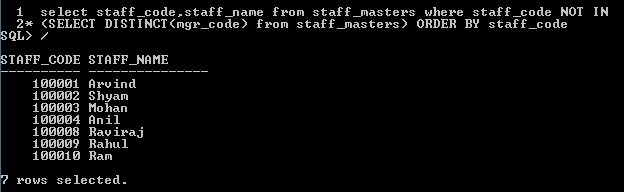 1 select staff_code,staff_name from staff_masters where staff_code NOT IN
2* (SELECT DISTINCT(mgr_code) from staff_masters) ORDER BY staff_code
SQL> /
STAFF_CODE STAFF_NAME
---------- ---------------
100001 Arvind
100002 Shyam
100003 Mohan
100004 Anil
100008 Raviraj
100009 Rahul
100010 Ram
7 rows selected.